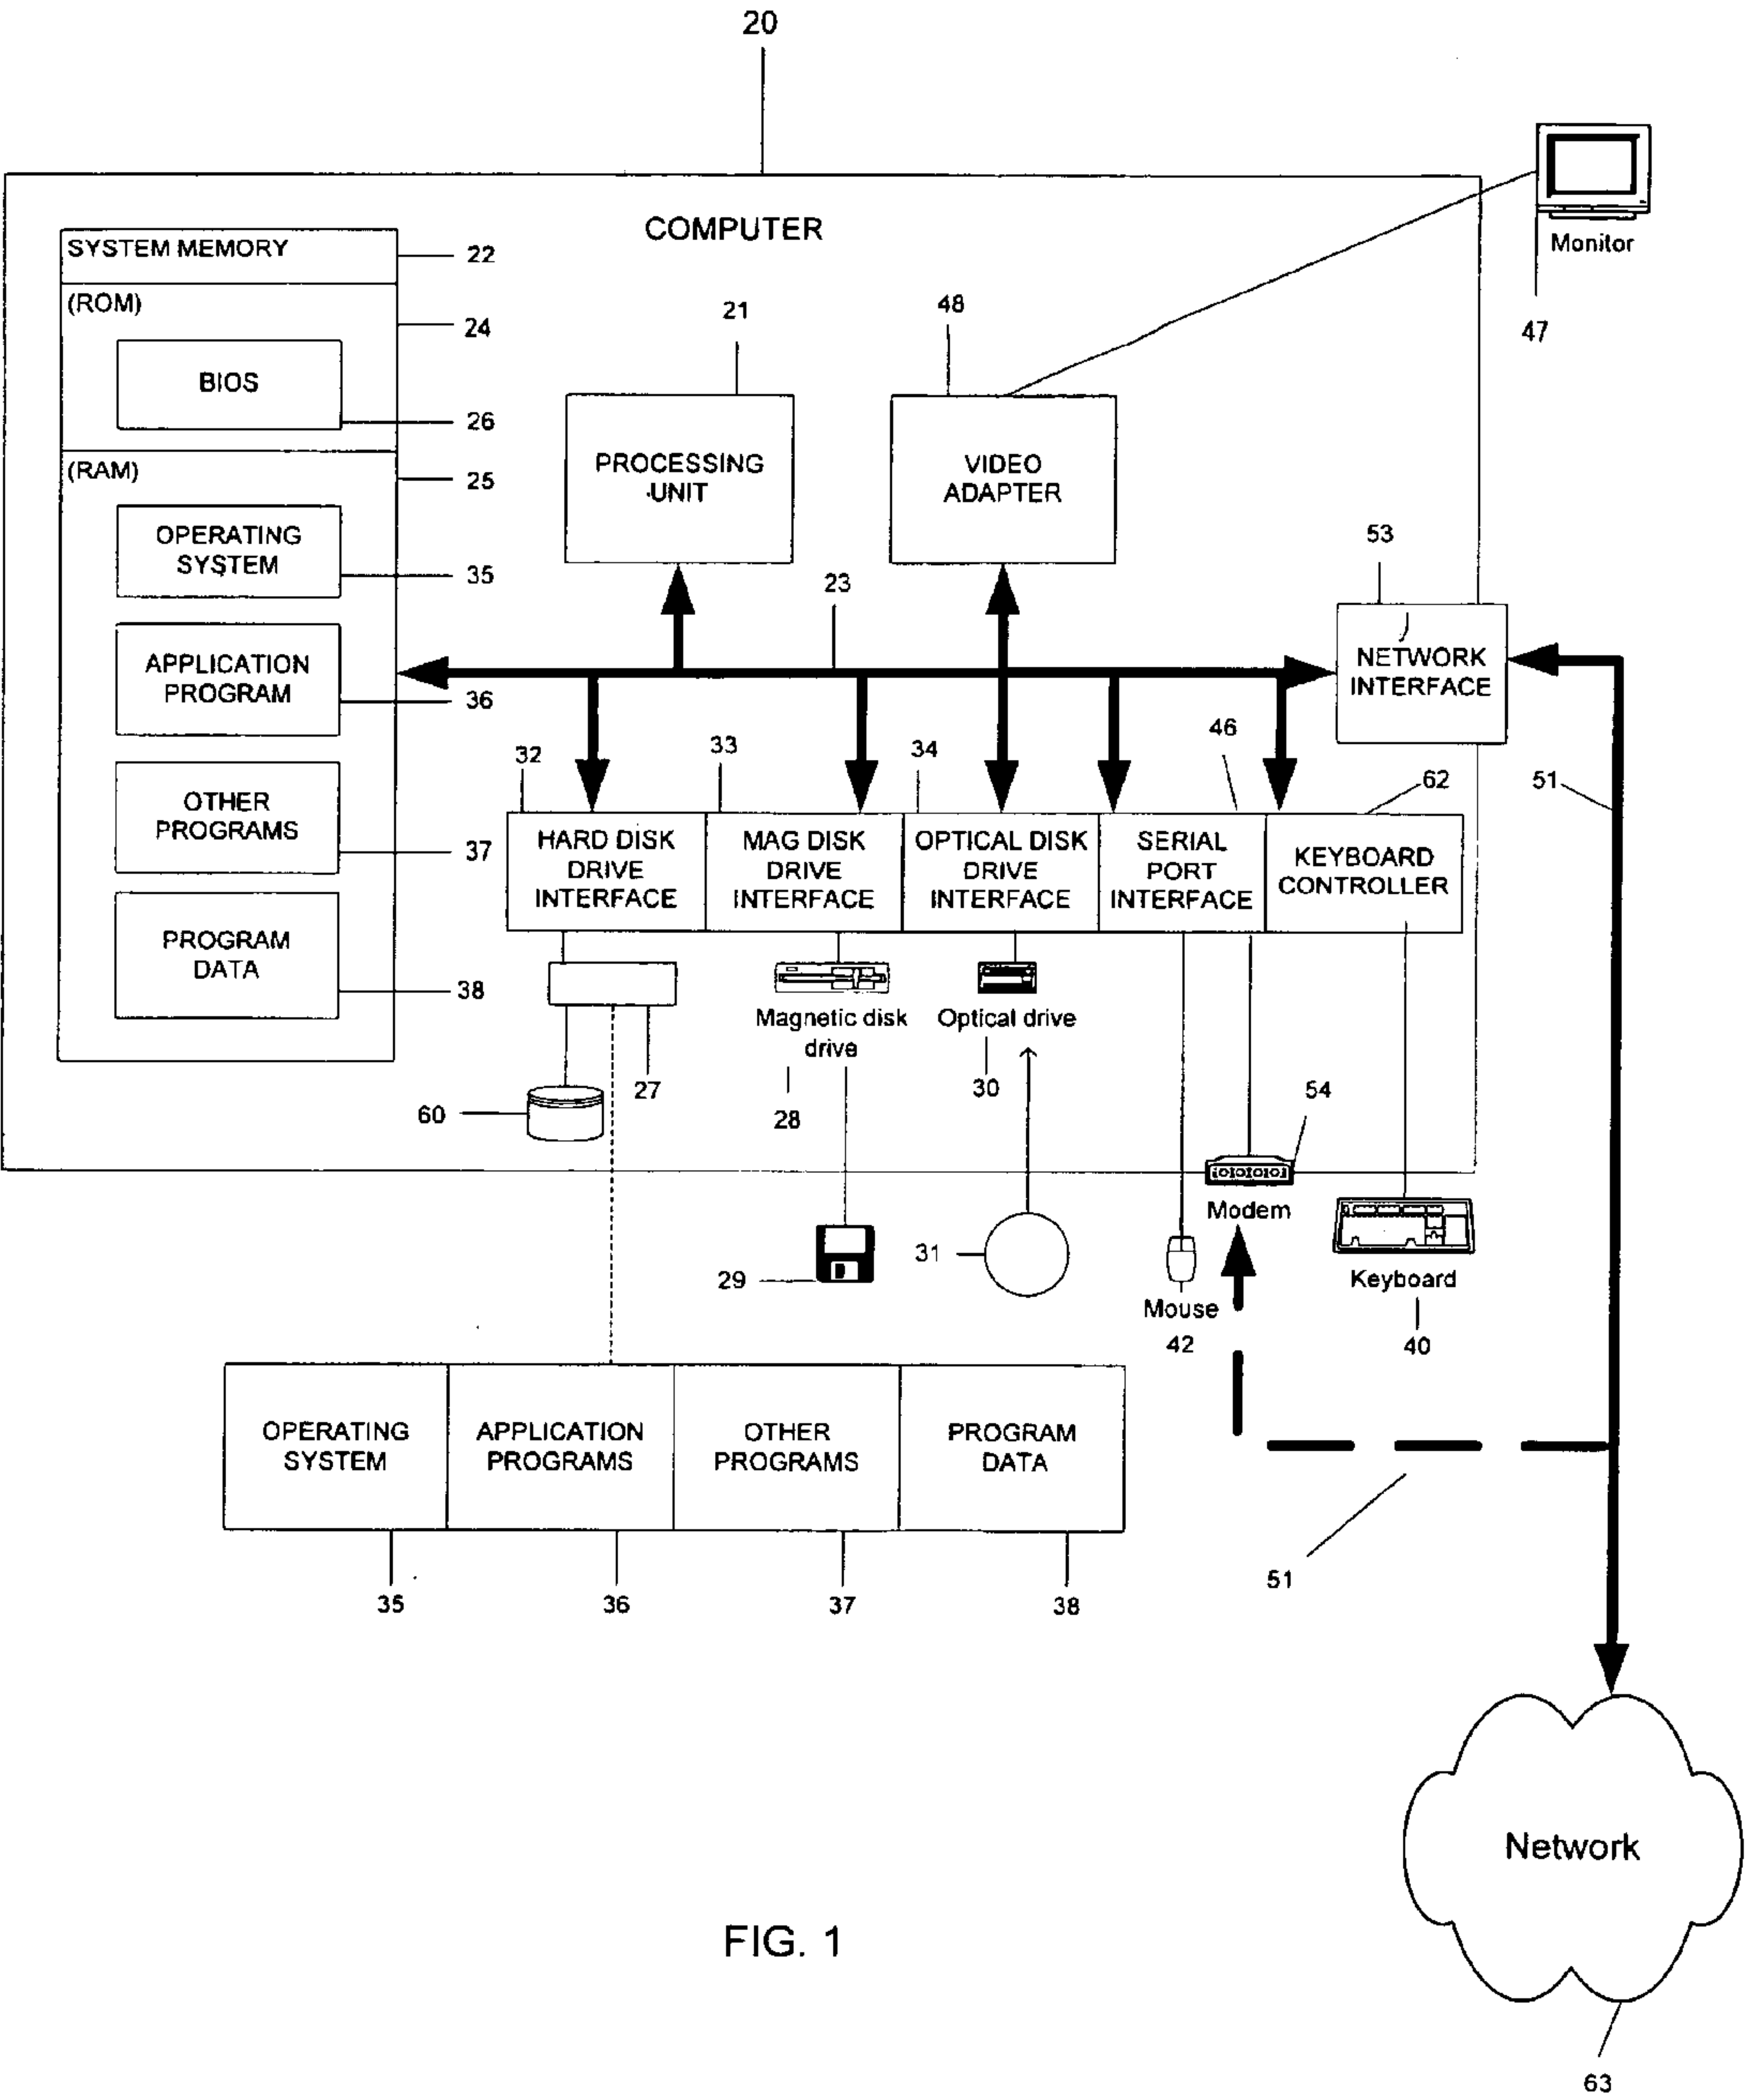 20
COMPUTER
Monitor
47
SYSTEM MEMORY
22
(ROM)
24
BIOS
26
(RAM)
25
OPERATING
SYSTEM
35
APPLICATION
PROGRAM
36
OTHER
PROGRAMS
37
PROGRAM
DATA
38
21
PROCESSING
UNIT
48
VIDEO
ADAPTER
23
53
NETWORK
INTERFACE
51
32
HARD DISK
DRIVE
INTERFACE
33
MAG DISK
DRIVE
INTERFACE
34
OPTICAL DISK
DRIVE
INTERFACE
46
SERIAL
PORT
INTERFACE
62
KEYBOARD
CONTROLLER
27
60
Magnetic disk
drive
28
Optical drive
30
54
Modem
29
31
Mouse
42
Keyboard
40
OPERATING
SYSTEM
APPLICATION
PROGRAMS
OTHER
PROGRAMS
PROGRAM
DATA
35
36
37
38
51
Network
63
FIG. 1